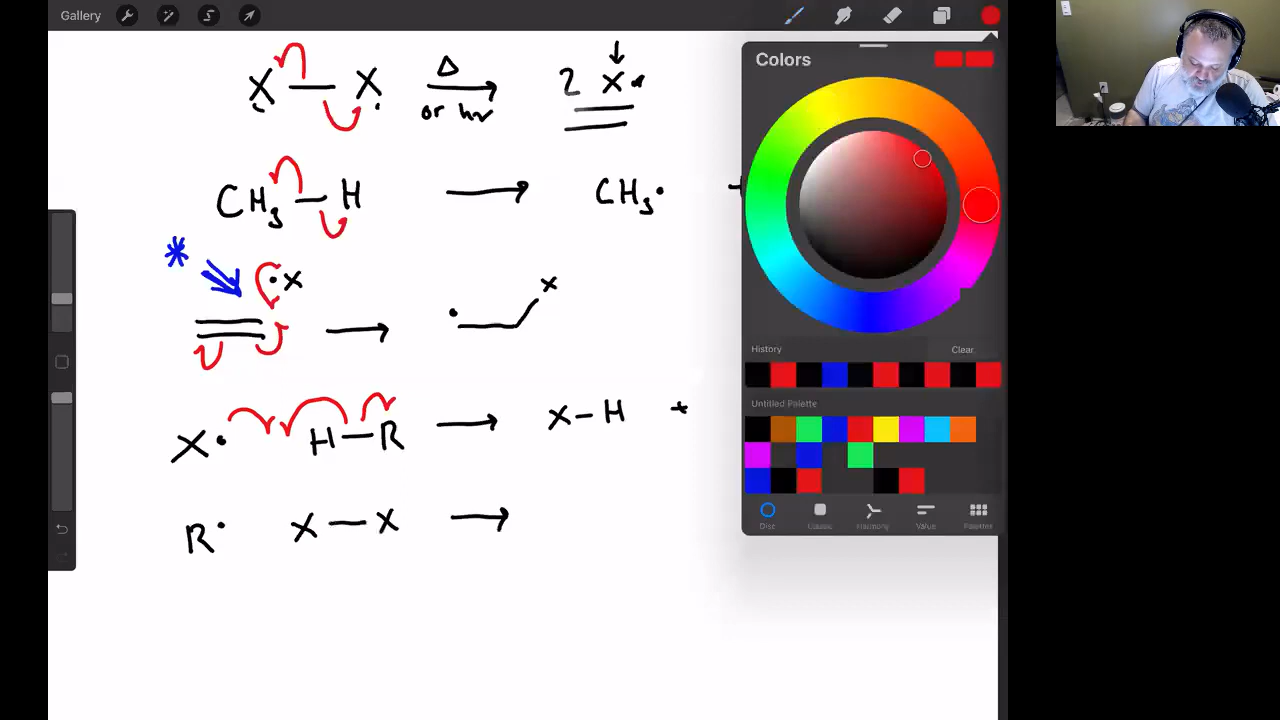 Gallery
Colors
X — X Δ or hν → 2 X•
CH₃ — H → CH₃• +
*
•X
→ • X
History Clear
X• H — R → X — H +
Untitled Palette
R• X — X →
Disc Classic Harmony Value Palettes